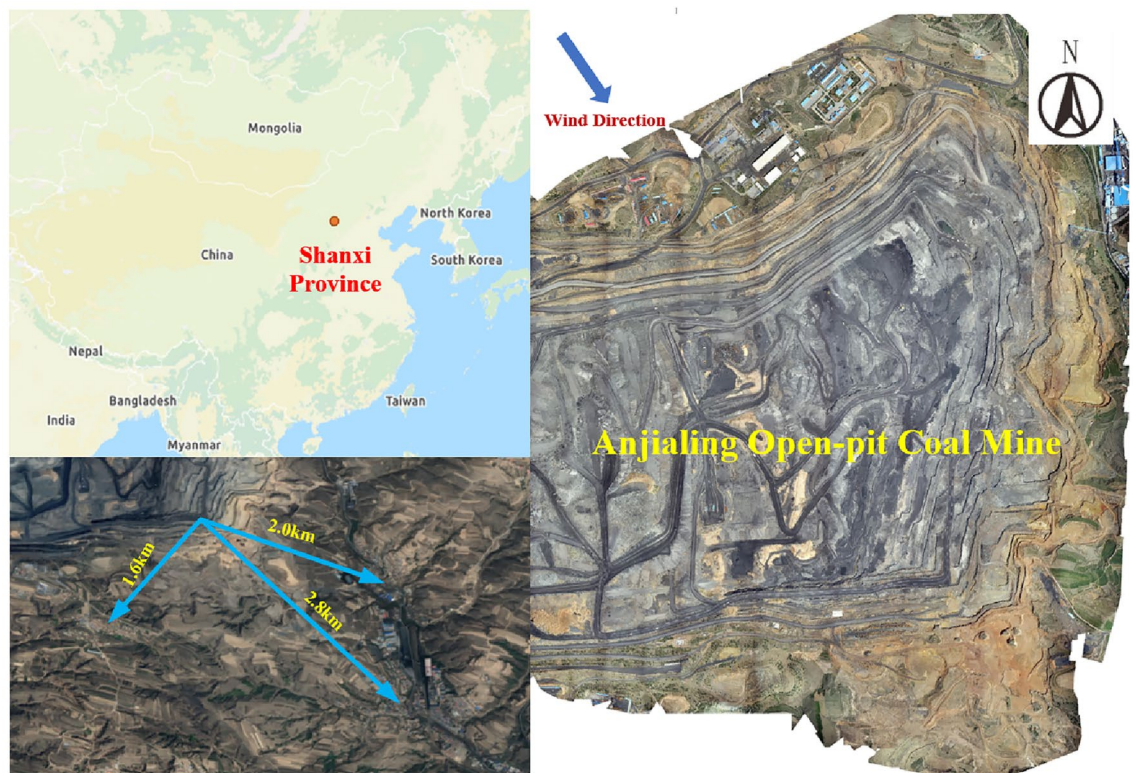 Mongolia
North Korea
South Korea
China
Shanxi
Province
Nepal
Bangladesh
India
Myanmar
Taiwan
Wind Direction
N
Anjialing Open-pit Coal Mine
2.0km
1.6km
2.8km